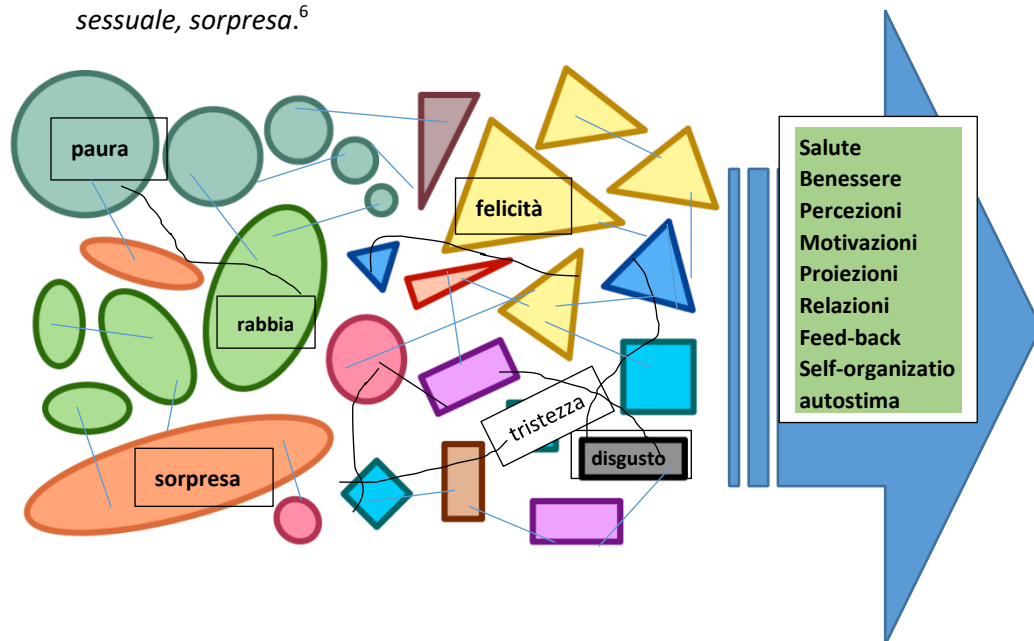 sessuale, sorpresa.6
paura
felicità
rabbia
tristezza
disgusto
sorpresa
Salute
Benessere
Percezioni
Motivazioni
Proiezioni
Relazioni
Feed-back
Self-organizatio
autostima